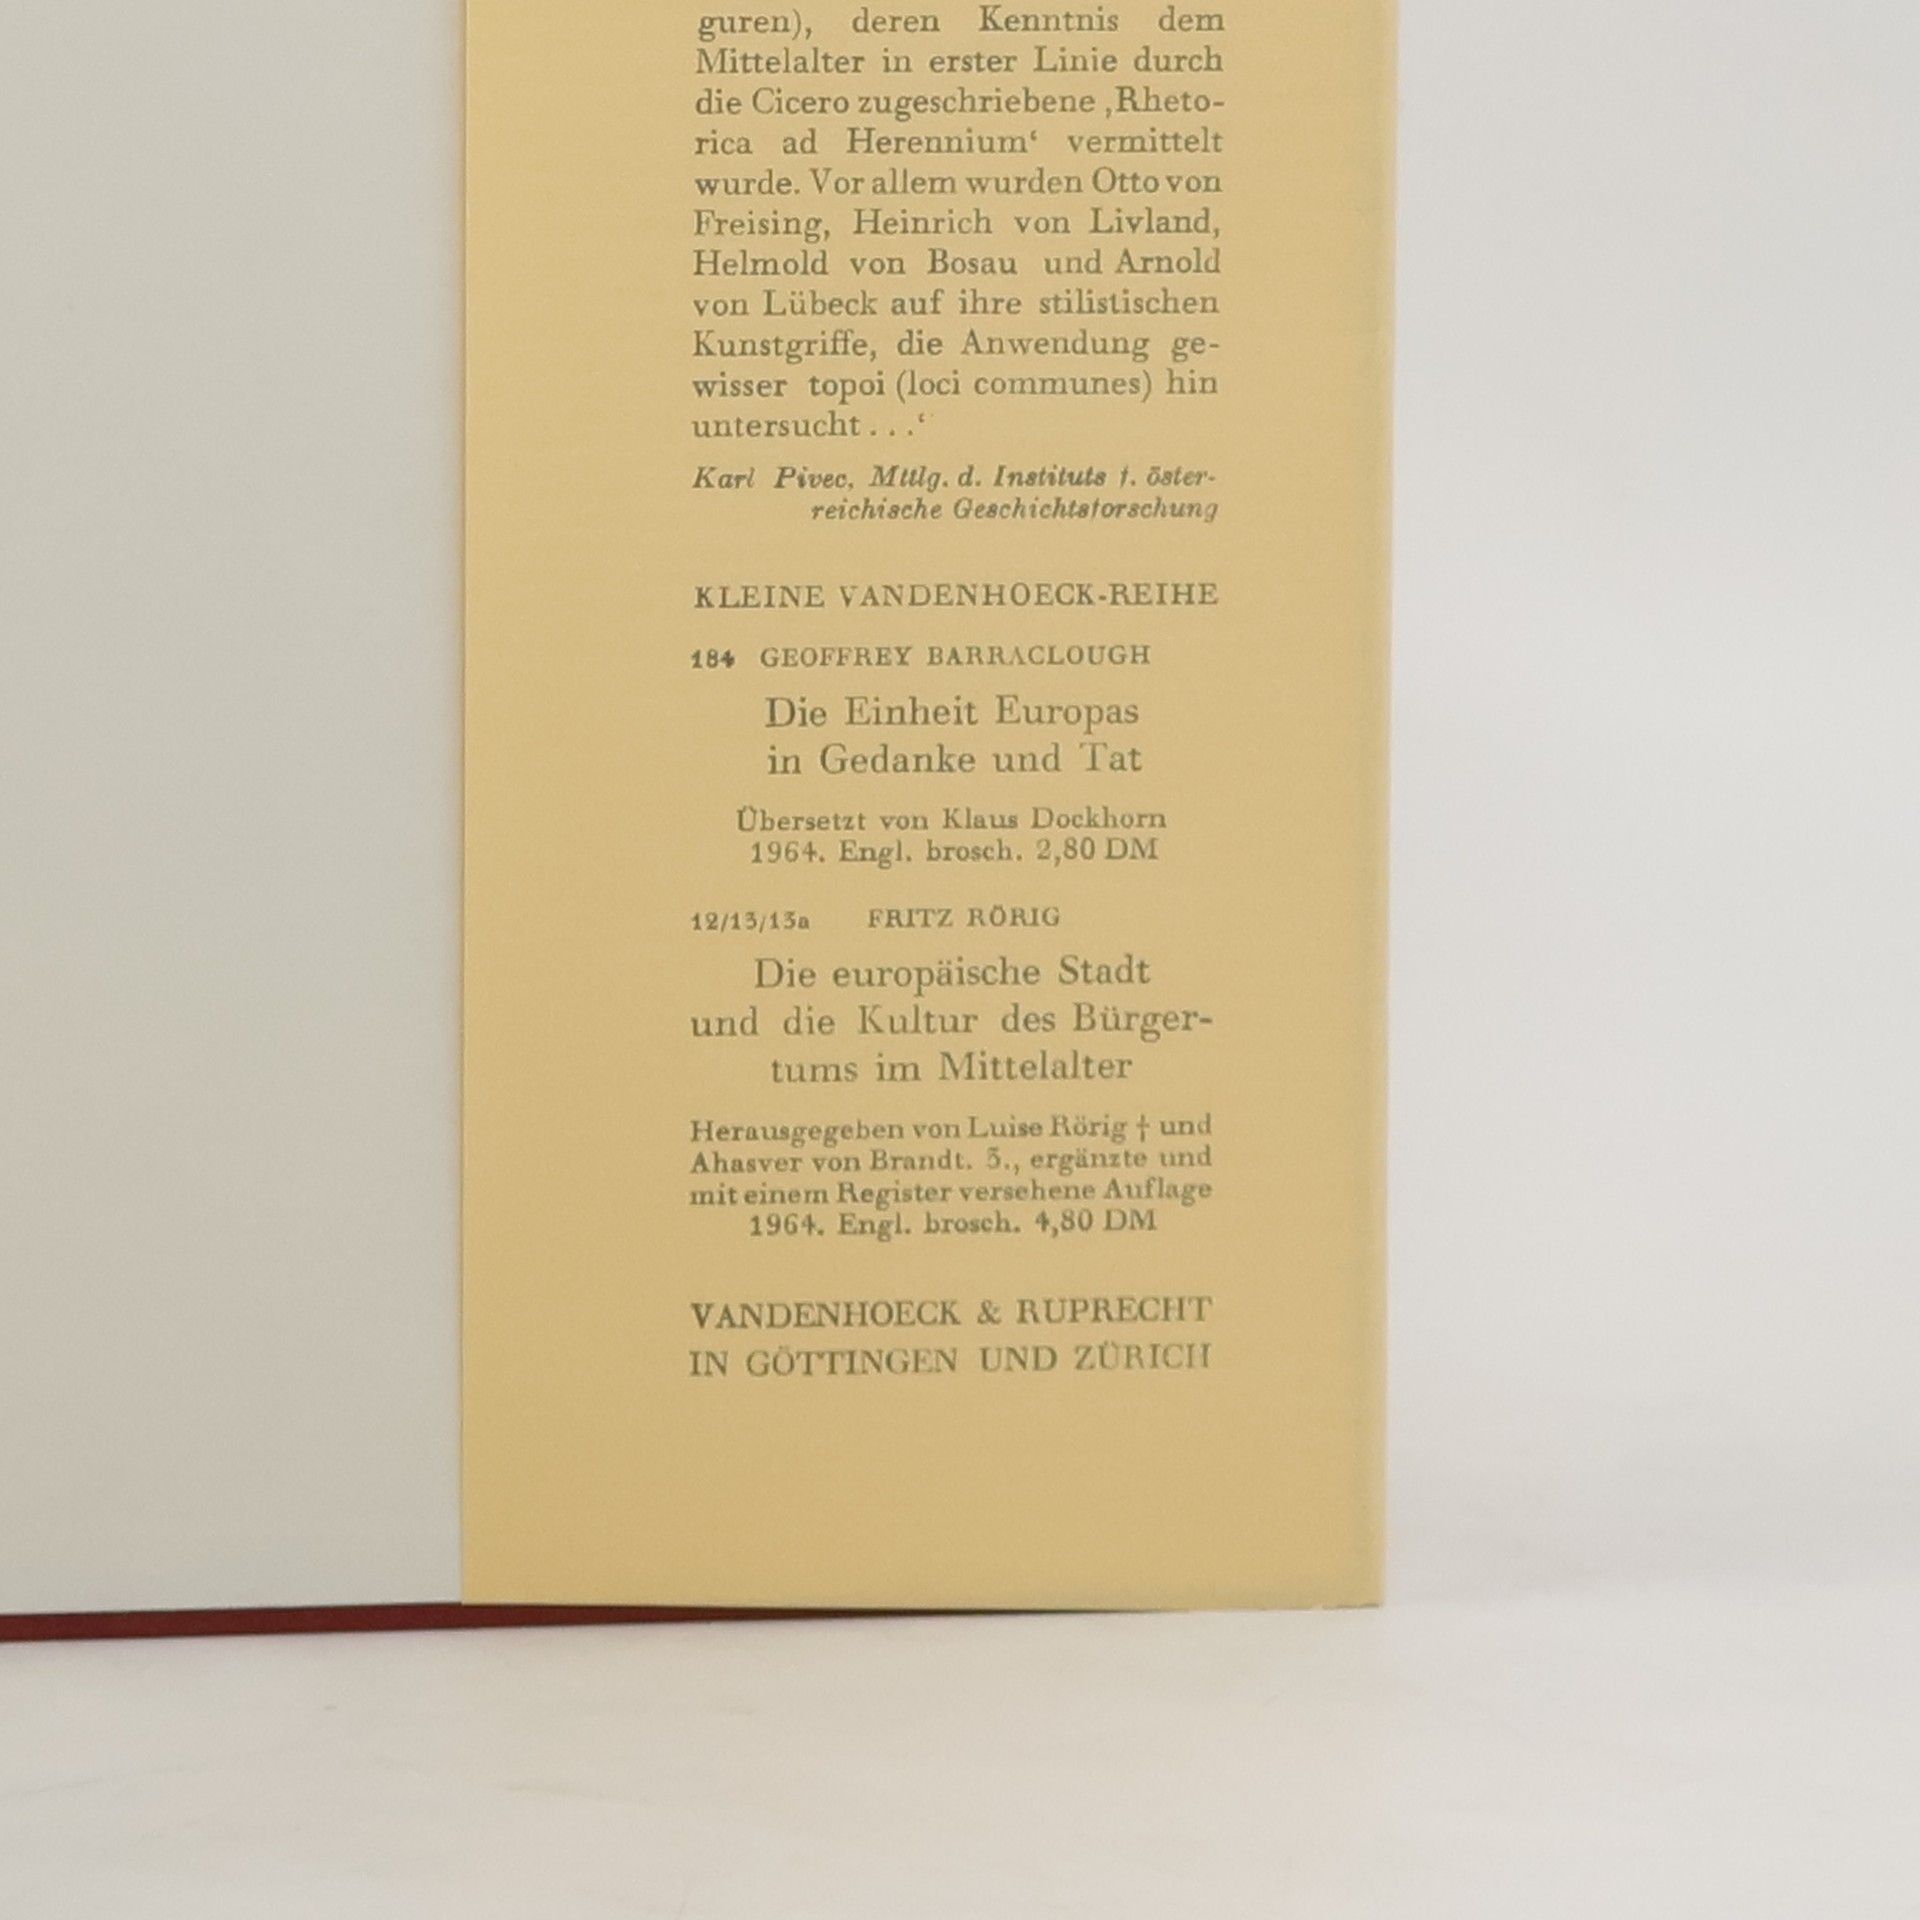 guren), deren Kenntnis dem
Mittelalter in erster Linie durch
die Cicero zugeschriebene ‚Rheto-
rica ad Herennium‘ vermittelt
wurde. Vor allem wurden Otto von
Freising, Heinrich von Livland,
Helmold von Bosau und Arnold
von Lübeck auf ihre stilistischen
Kunstgriffe, die Anwendung ge-
wisser topoi (loci communes) hin
untersucht . . .‘
Karl Pivec, Mttlg. d. Instituts f. öster-
reichische Geschichtsforschung
KLEINE VANDENHOECK-REIHE
184 GEOFFREY BARRACLOUGH
Die Einheit Europas
in Gedanke und Tat
Übersetzt von Klaus Dockhorn
1964. Engl. brosch. 2,80 DM
12/13/13a FRITZ RÖRIG
Die europäische Stadt
und die Kultur des Bürger-
tums im Mittelalter
Herausgegeben von Luise Rörig † und
Ahasver von Brandt. 3., ergänzte und
mit einem Register versehene Auflage
1964. Engl. brosch. 4,80 DM
VANDENHOECK & RUPRECHT
IN GÖTTINGEN UND ZÜRICH